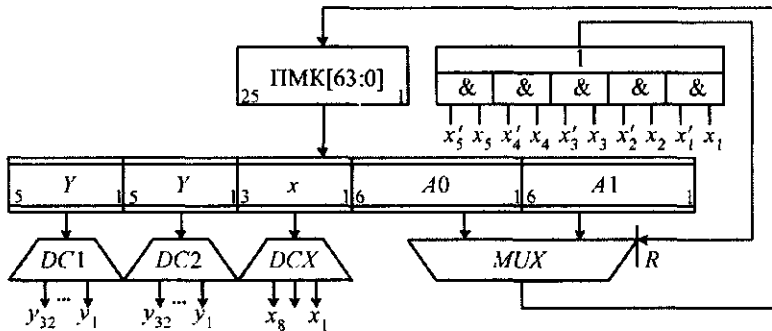 ПМК[63:0]
25 1
1
& & & & &
x'5 x5 x'4 x4 x'3 x3 x'2 x2 x'1 x1
Y Y x A0 A1
5 1 5 1 3 1 6 1 6 1
DC1 DC2 DCX MUX R
y32 ... y1 y32 ... y1 x8 x1